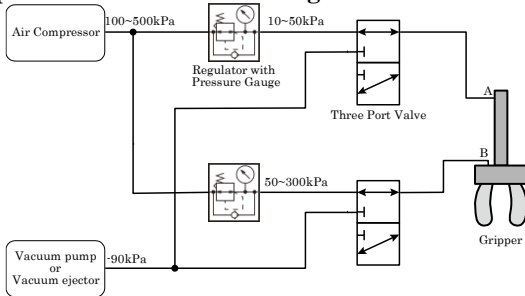 Air Compressor
100~500kPa
10~50kPa
Regulator with
Pressure Gauge
Three Port Valve
A
B
50~300kPa
Gripper
Vacuum pump
or
Vacuum ejector
-90kPa